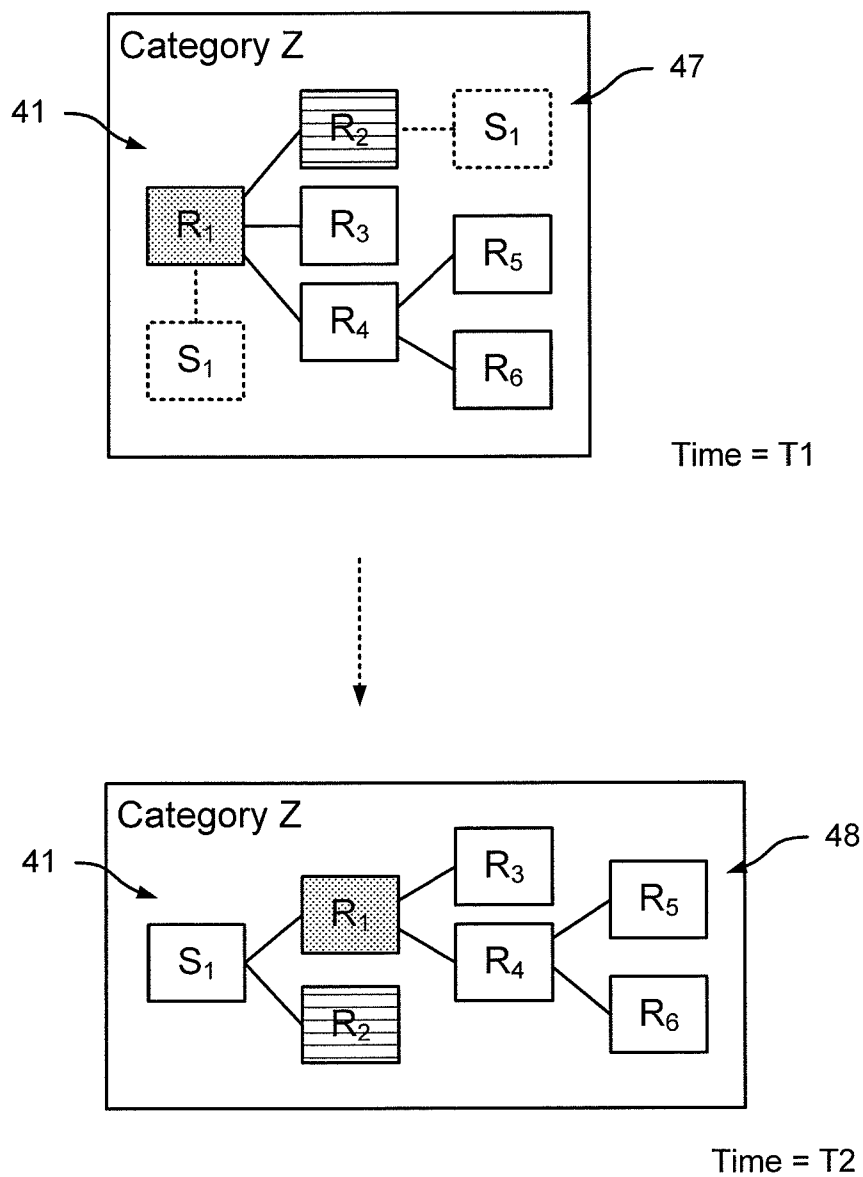 Category Z
47
41
R₂
S₁
R₁
R₃
R₅
R₄
S₁
R₆
Time = T1
Category Z
48
41
R₃
R₅
R₁
S₁
R₄
R₂
R₆
Time = T2